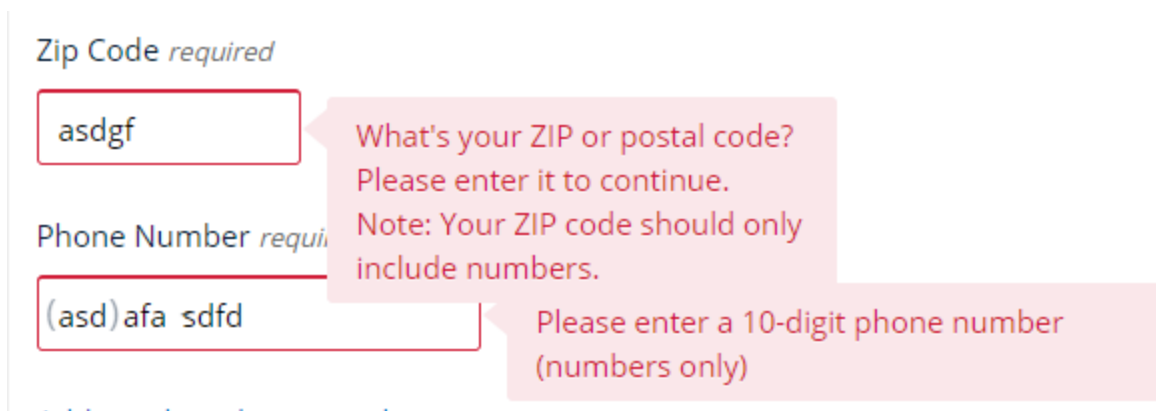 Zip Code required
asdgf
What's your ZIP or postal code?
Please enter it to continue.
Note: Your ZIP code should only
include numbers.
Phone Number
(asd) afa sdfd
Please enter a 10-digit phone number
(numbers only)